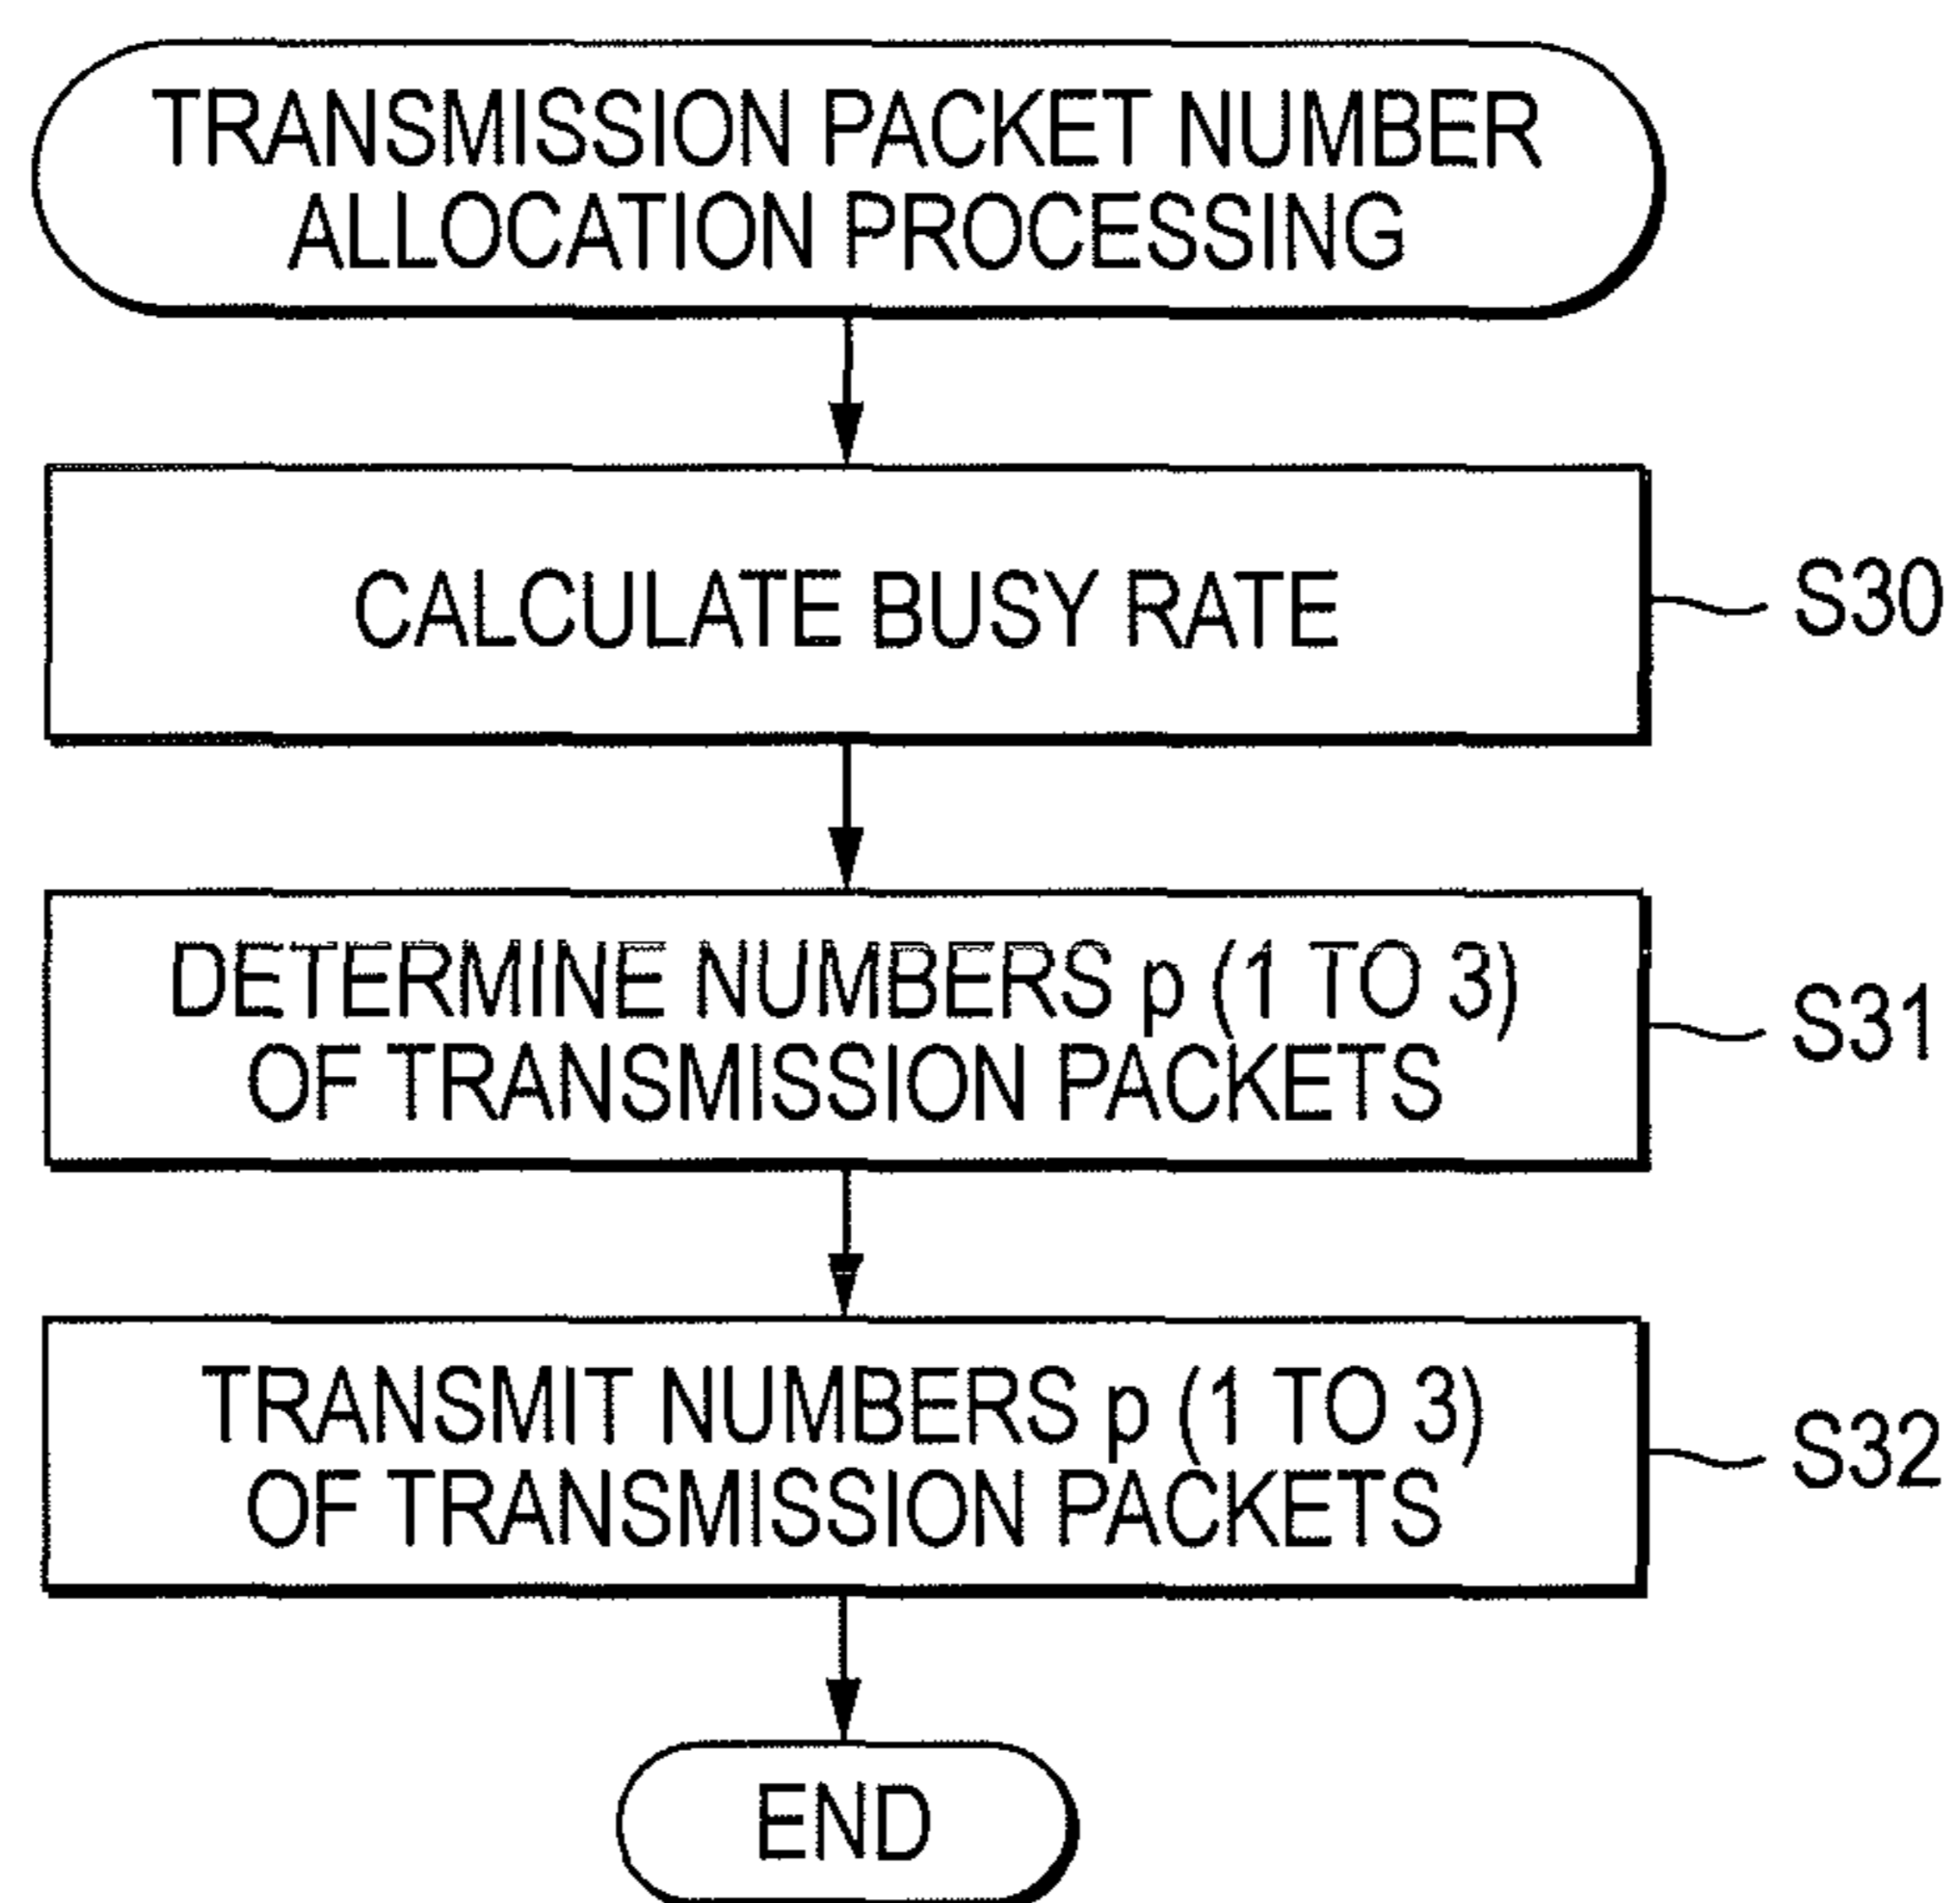 TRANSMISSION PACKET NUMBER
ALLOCATION PROCESSING
CALCULATE BUSY RATE
S30
DETERMINE NUMBERS p (1 TO 3)
OF TRANSMISSION PACKETS
S31
TRANSMIT NUMBERS p (1 TO 3)
OF TRANSMISSION PACKETS
S32
END